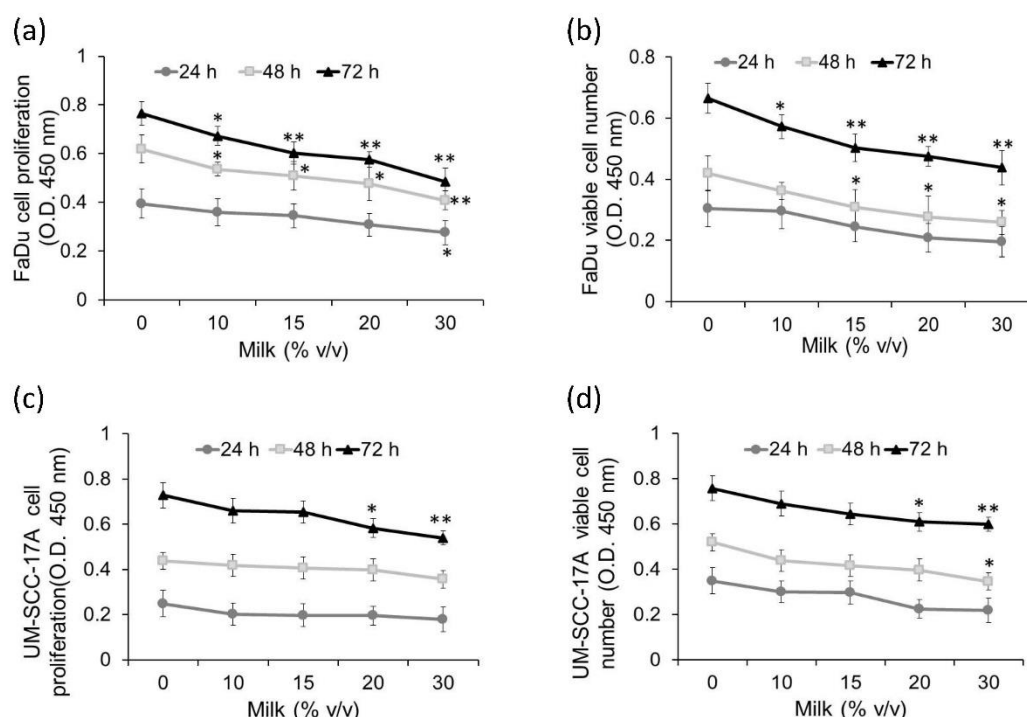 (a)
FaDu cell proliferation
(O.D. 450 nm)
1
0.8
0.6
0.4
0.2
0
24 h 48 h 72 h
* ** ** **
* * * **
*
0 10 15 20 30
Milk (% v/v)
(b)
FaDu viable cell number
(O.D. 450 nm)
0.8
0.6
0.4
0.2
0
24 h 48 h 72 h
* ** ** **
* * *
0 10 15 20 30
Milk (% v/v)
(c)
UM-SCC-17A cell
proliferation(O.D. 450 nm)
1
0.8
0.6
0.4
0.2
0
24 h 48 h 72 h
* **
0 10 15 20 30
Milk (% v/v)
(d)
UM-SCC-17A viable cell
number (O.D. 450 nm)
1
0.8
0.6
0.4
0.2
0
24 h 48 h 72 h
* **
*
0 10 15 20 30
Milk (% v/v)